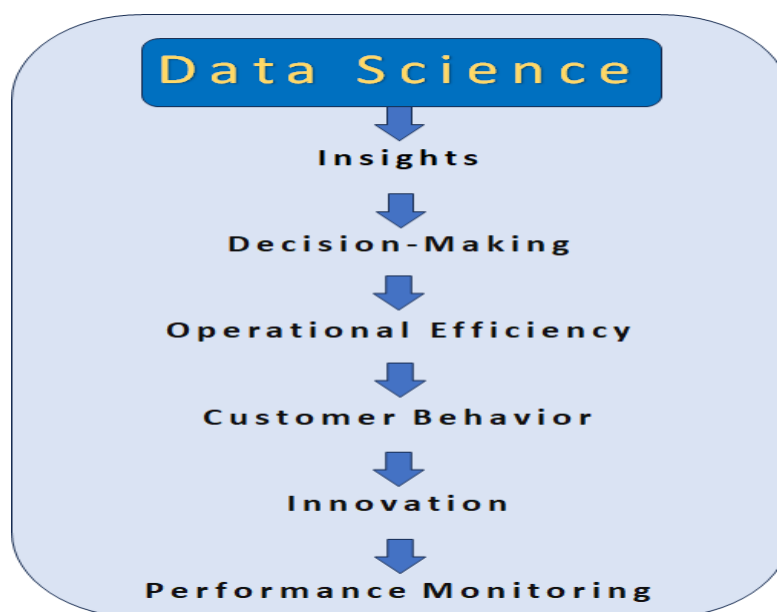 Data Science
Insights
Decision-Making
Operational Efficiency
Customer Behavior
Innovation
Performance Monitoring